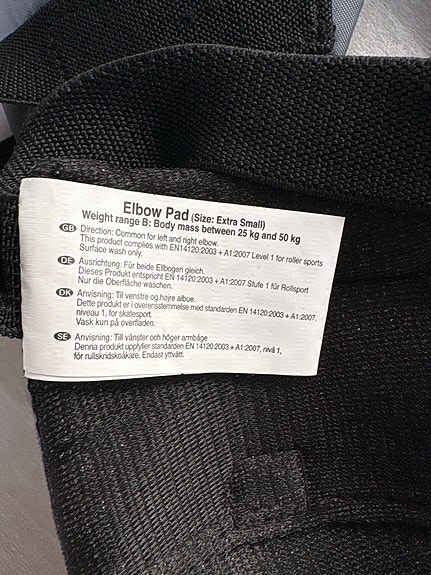 Elbow Pad (Size: Extra Small)
Weight range B: Body mass between 25 kg and 50 kg
GB Direction: Common for left and right elbow.
This product complies with EN14120:2003 + A1:2007 Level 1 for roller sports
Surface wash only.
DE Ausrichtung: Für beide Ellbogen gleich.
Dieses Produkt entspricht EN 14120:2003 + A1:2007 Stufe 1 für Rollsport
Nur die Oberfläche waschen.
DK Anvisning: Til venstre og højre albue.
Dette produkt er i overensstemmelse med standarden EN 14120:2003 + A1:2007,
niveau 1, for skatesport.
Vask kun på overfladen.
SE Anvisning: Till vänster och höger armbåge
Denna produkt uppfyller standarden EN 14120:2003 + A1:2007, nivå 1,
för rullskridskoåkare. Endast ytvätt.